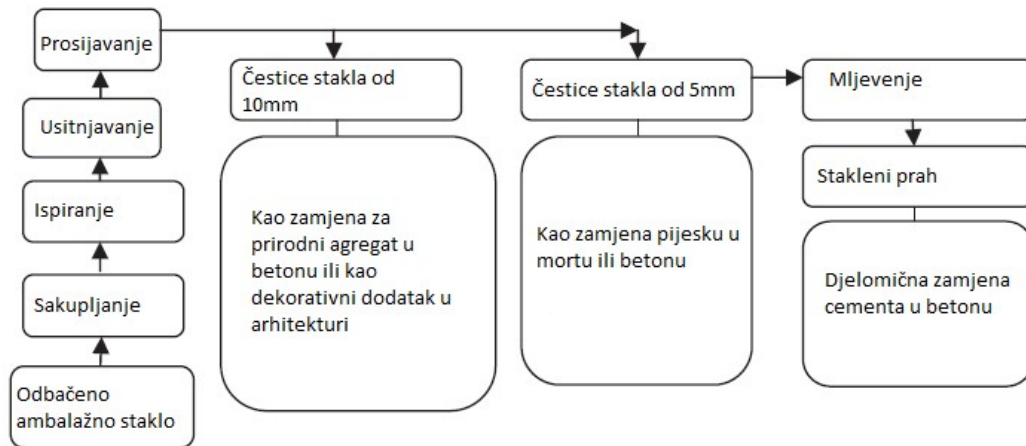 Prosijavanje
Usitnjavanje
Ispiranje
Sakupljanje
Odbačeno
ambalažno staklo
Čestice stakla od
10mm
Kao zamjena za
prirodni agregat u
betonu ili kao
dekorativni dodatak u
arhitekturi
Čestice stakla od 5mm
Kao zamjena pijesku u
mortu ili betonu
Mljevenje
Stakleni prah
Djelomična zamjena
cementa u betonu